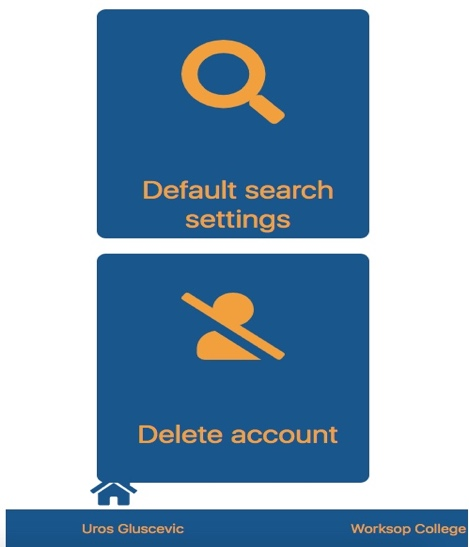 Default search
settings
Delete account
Uros Gluscevic
Worksop College